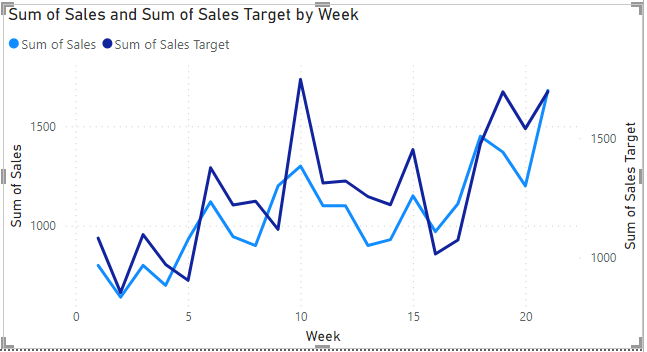 Sum of Sales and Sum of Sales Target by Week
Sum of Sales Sum of Sales Target
1500
1000
Sum of Sales
1500
1000
Sum of Sales Target
0 5 10 15 20
Week